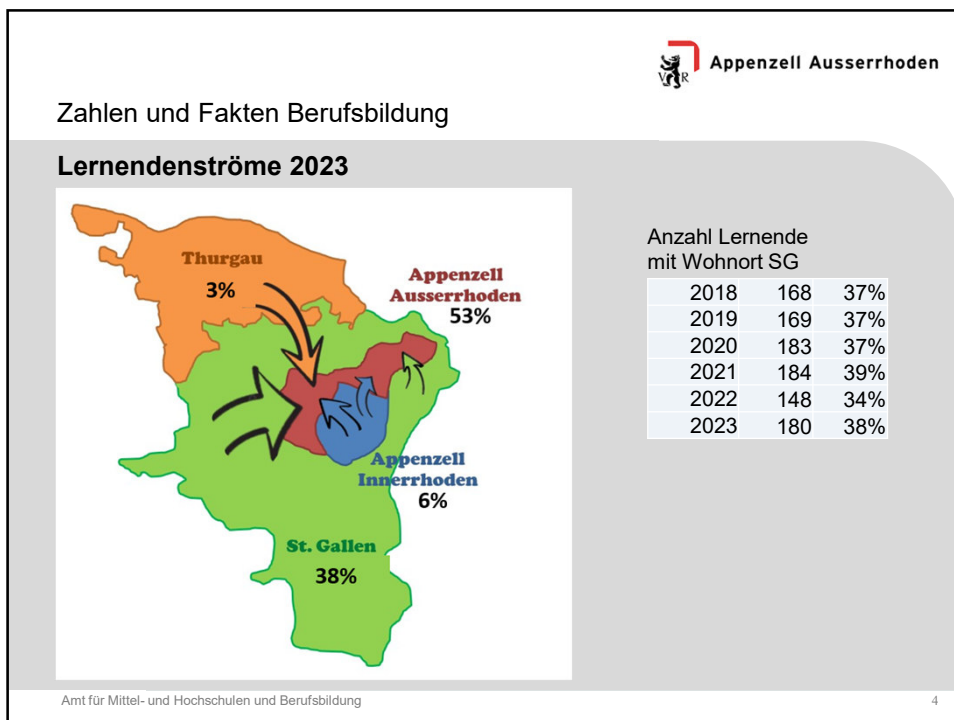 Appenzell Ausserrhoden
VR
Zahlen und Fakten Berufsbildung
Lernendenströme 2023
Thurgau
3%
Appenzell
Ausserrhoden
53%
Appenzell
Innerrhoden
6%
St. Gallen
38%
Anzahl Lernende
mit Wohnort SG
2018 168 37%
2019 169 37%
2020 183 37%
2021 184 39%
2022 148 34%
2023 180 38%
Amt für Mittel- und Hochschulen und Berufsbildung
4